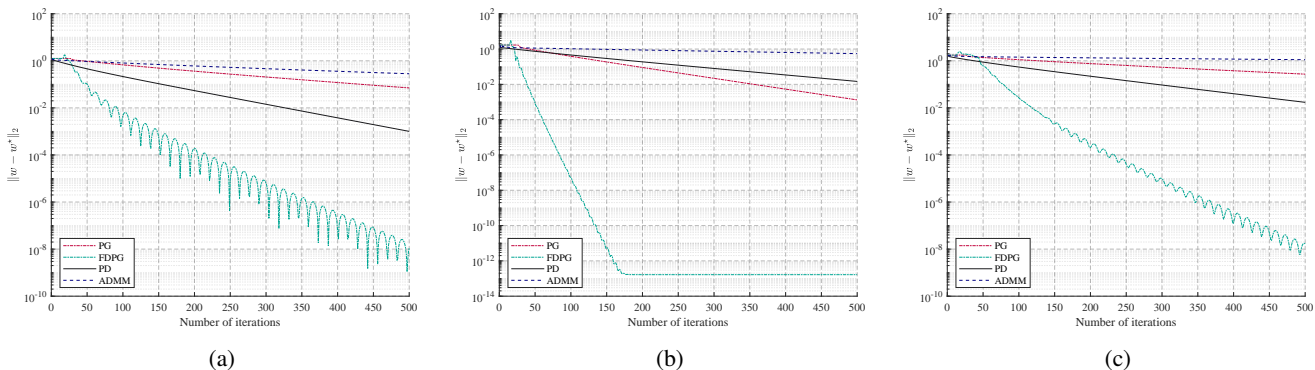 10^2
10^0
10^-2
10^-4
10^-6
10^-8
10^-10
‖w − w*‖_2
PG
FDPG
PD
ADMM
0 50 100 150 200 250 300 350 400 450 500
Number of iterations
(a)
10^2
10^0
10^-2
10^-4
10^-6
10^-8
10^-10
10^-12
10^-14
‖w − w*‖_2
PG
FDPG
PD
ADMM
0 50 100 150 200 250 300 350 400 450 500
Number of iterations
(b)
10^2
10^0
10^-2
10^-4
10^-6
10^-8
10^-10
‖w − w*‖_2
PG
FDPG
PD
ADMM
0 50 100 150 200 250 300 350 400 450 500
Number of iterations
(c)